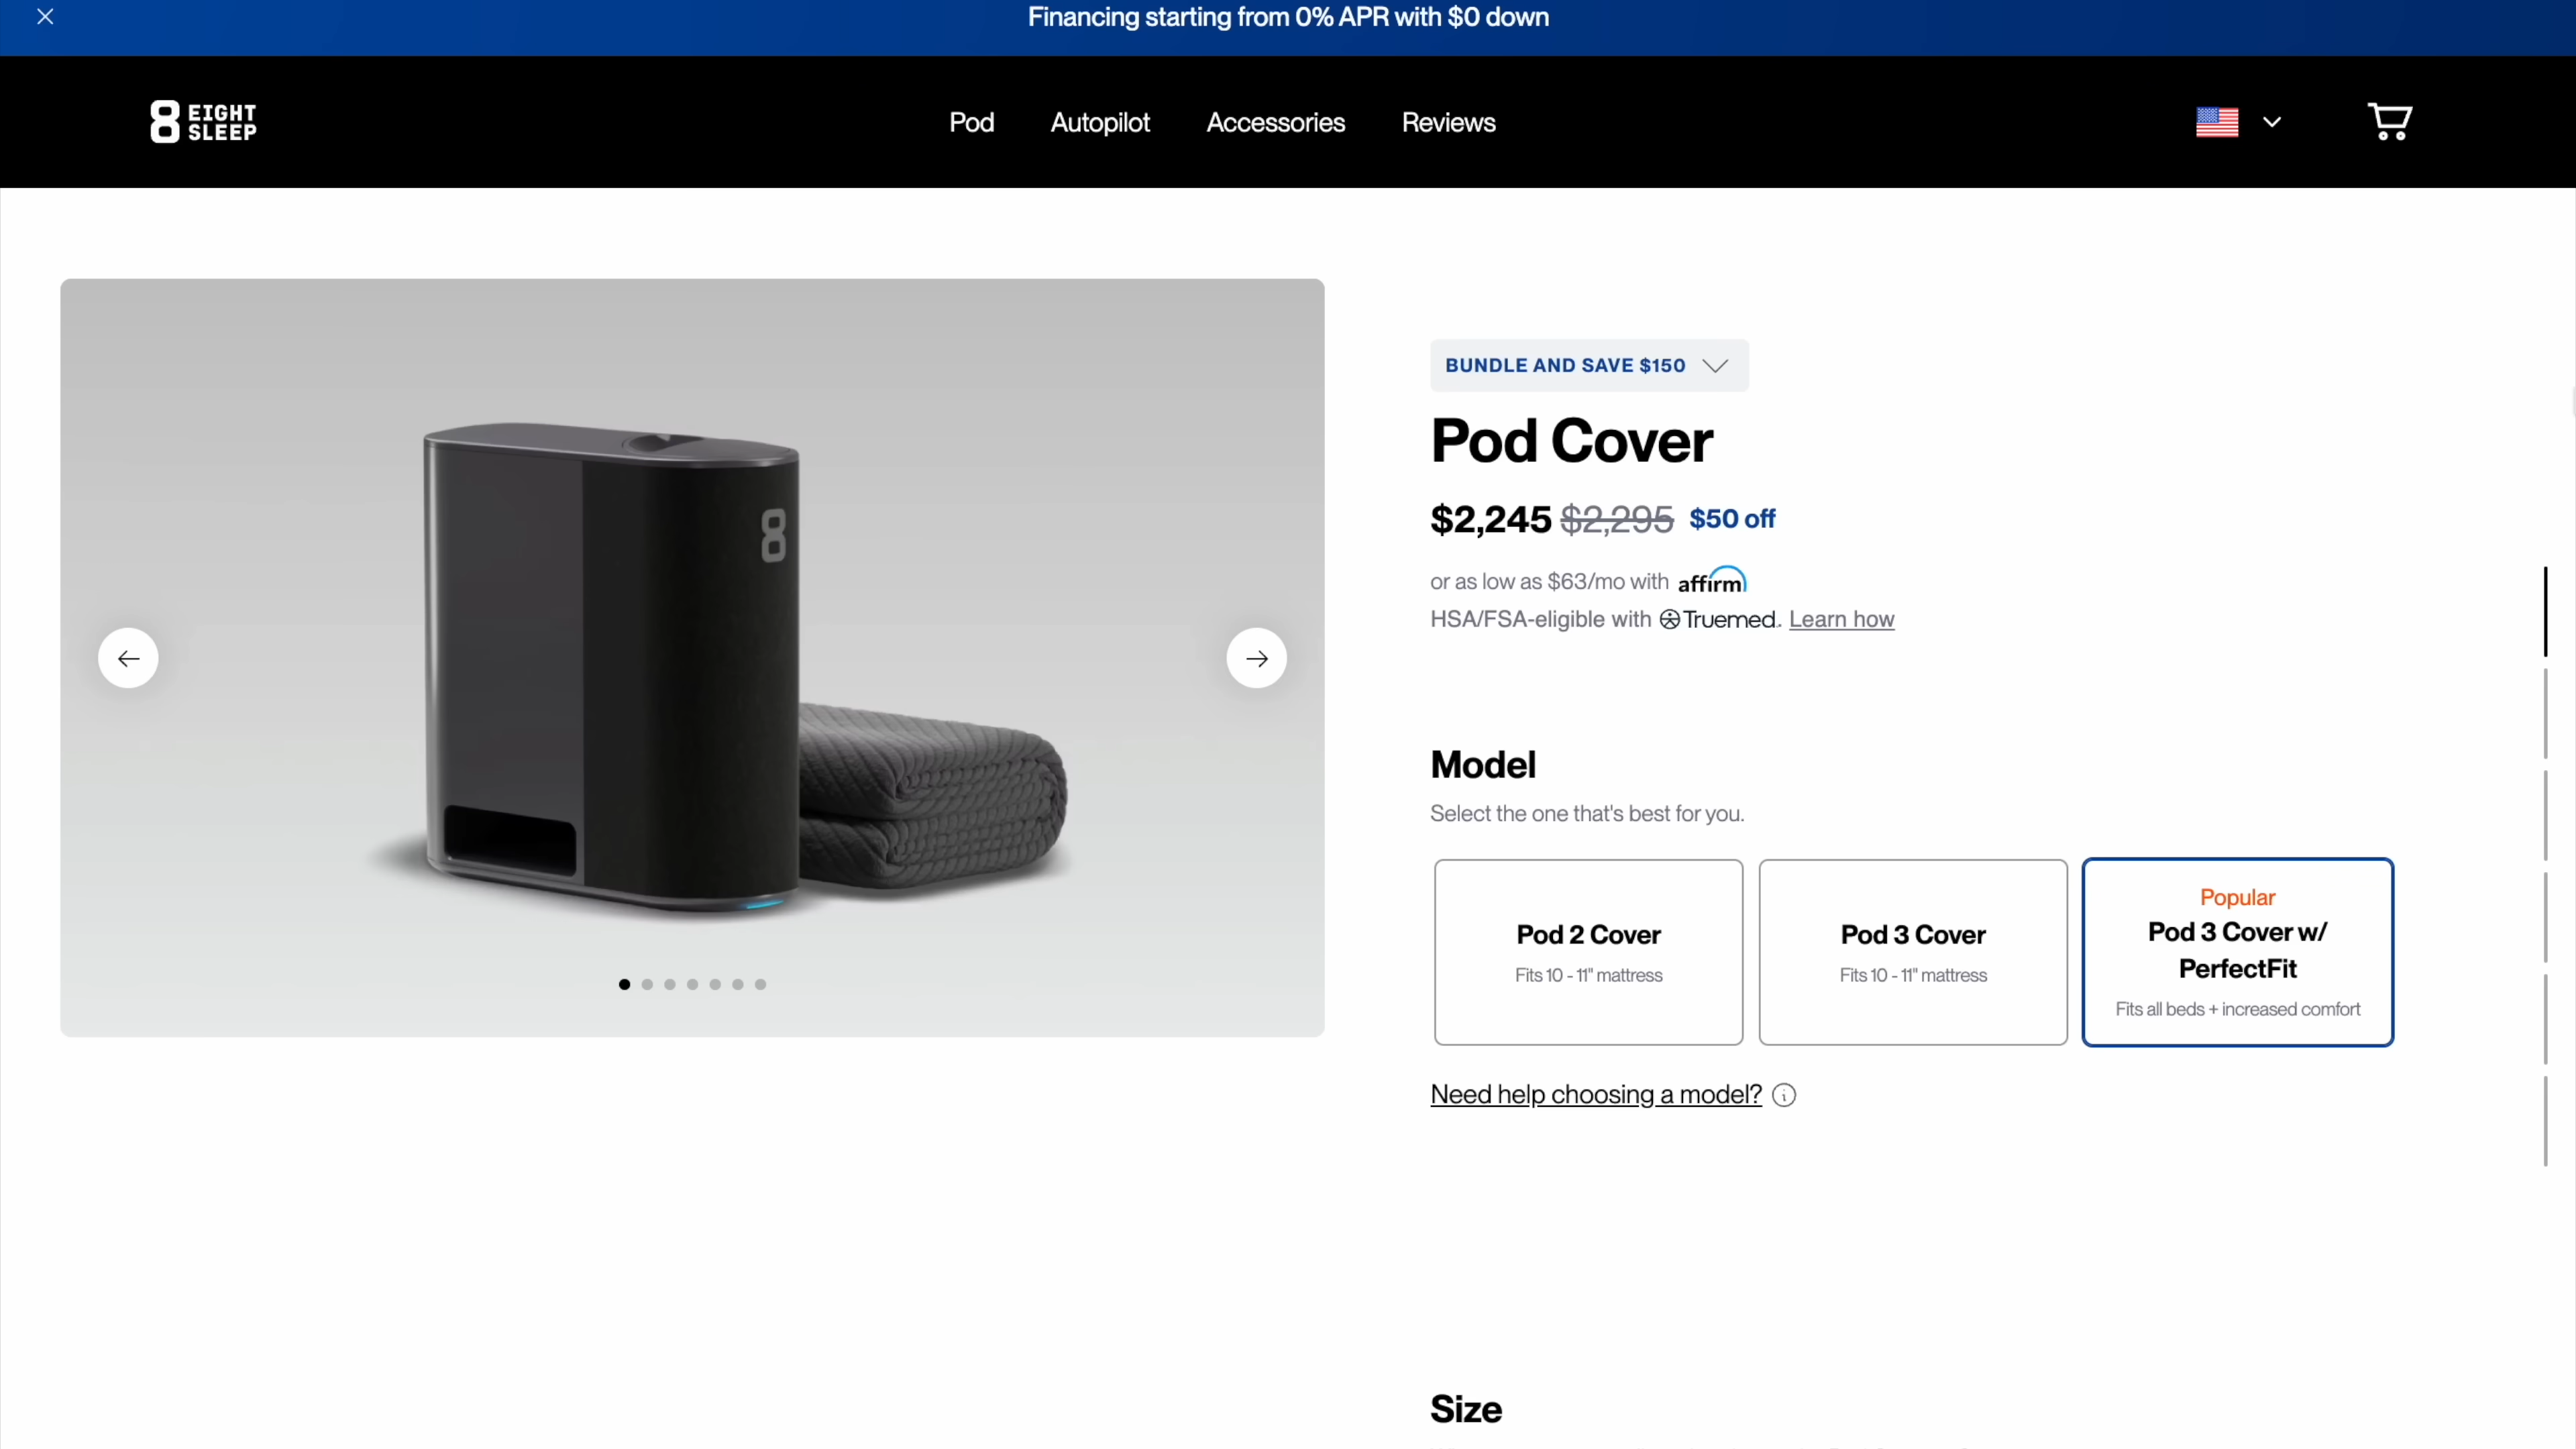 Financing starting from 0% APR with $0 down
8 EIGHT
SLEEP
Pod Autopilot Accessories Reviews
8
BUNDLE AND SAVE $150
Pod Cover
$2,245 $2,295 $50 off
or as low as $63/mo with affirm
HSA/FSA-eligible with Truemed. Learn how
Model
Select the one that's best for you.
Pod 2 Cover
Fits 10 - 11" mattress
Pod 3 Cover
Fits 10 - 11" mattress
Popular
Pod 3 Cover w/
PerfectFit
Fits all beds + increased comfort
Need help choosing a model?
Size